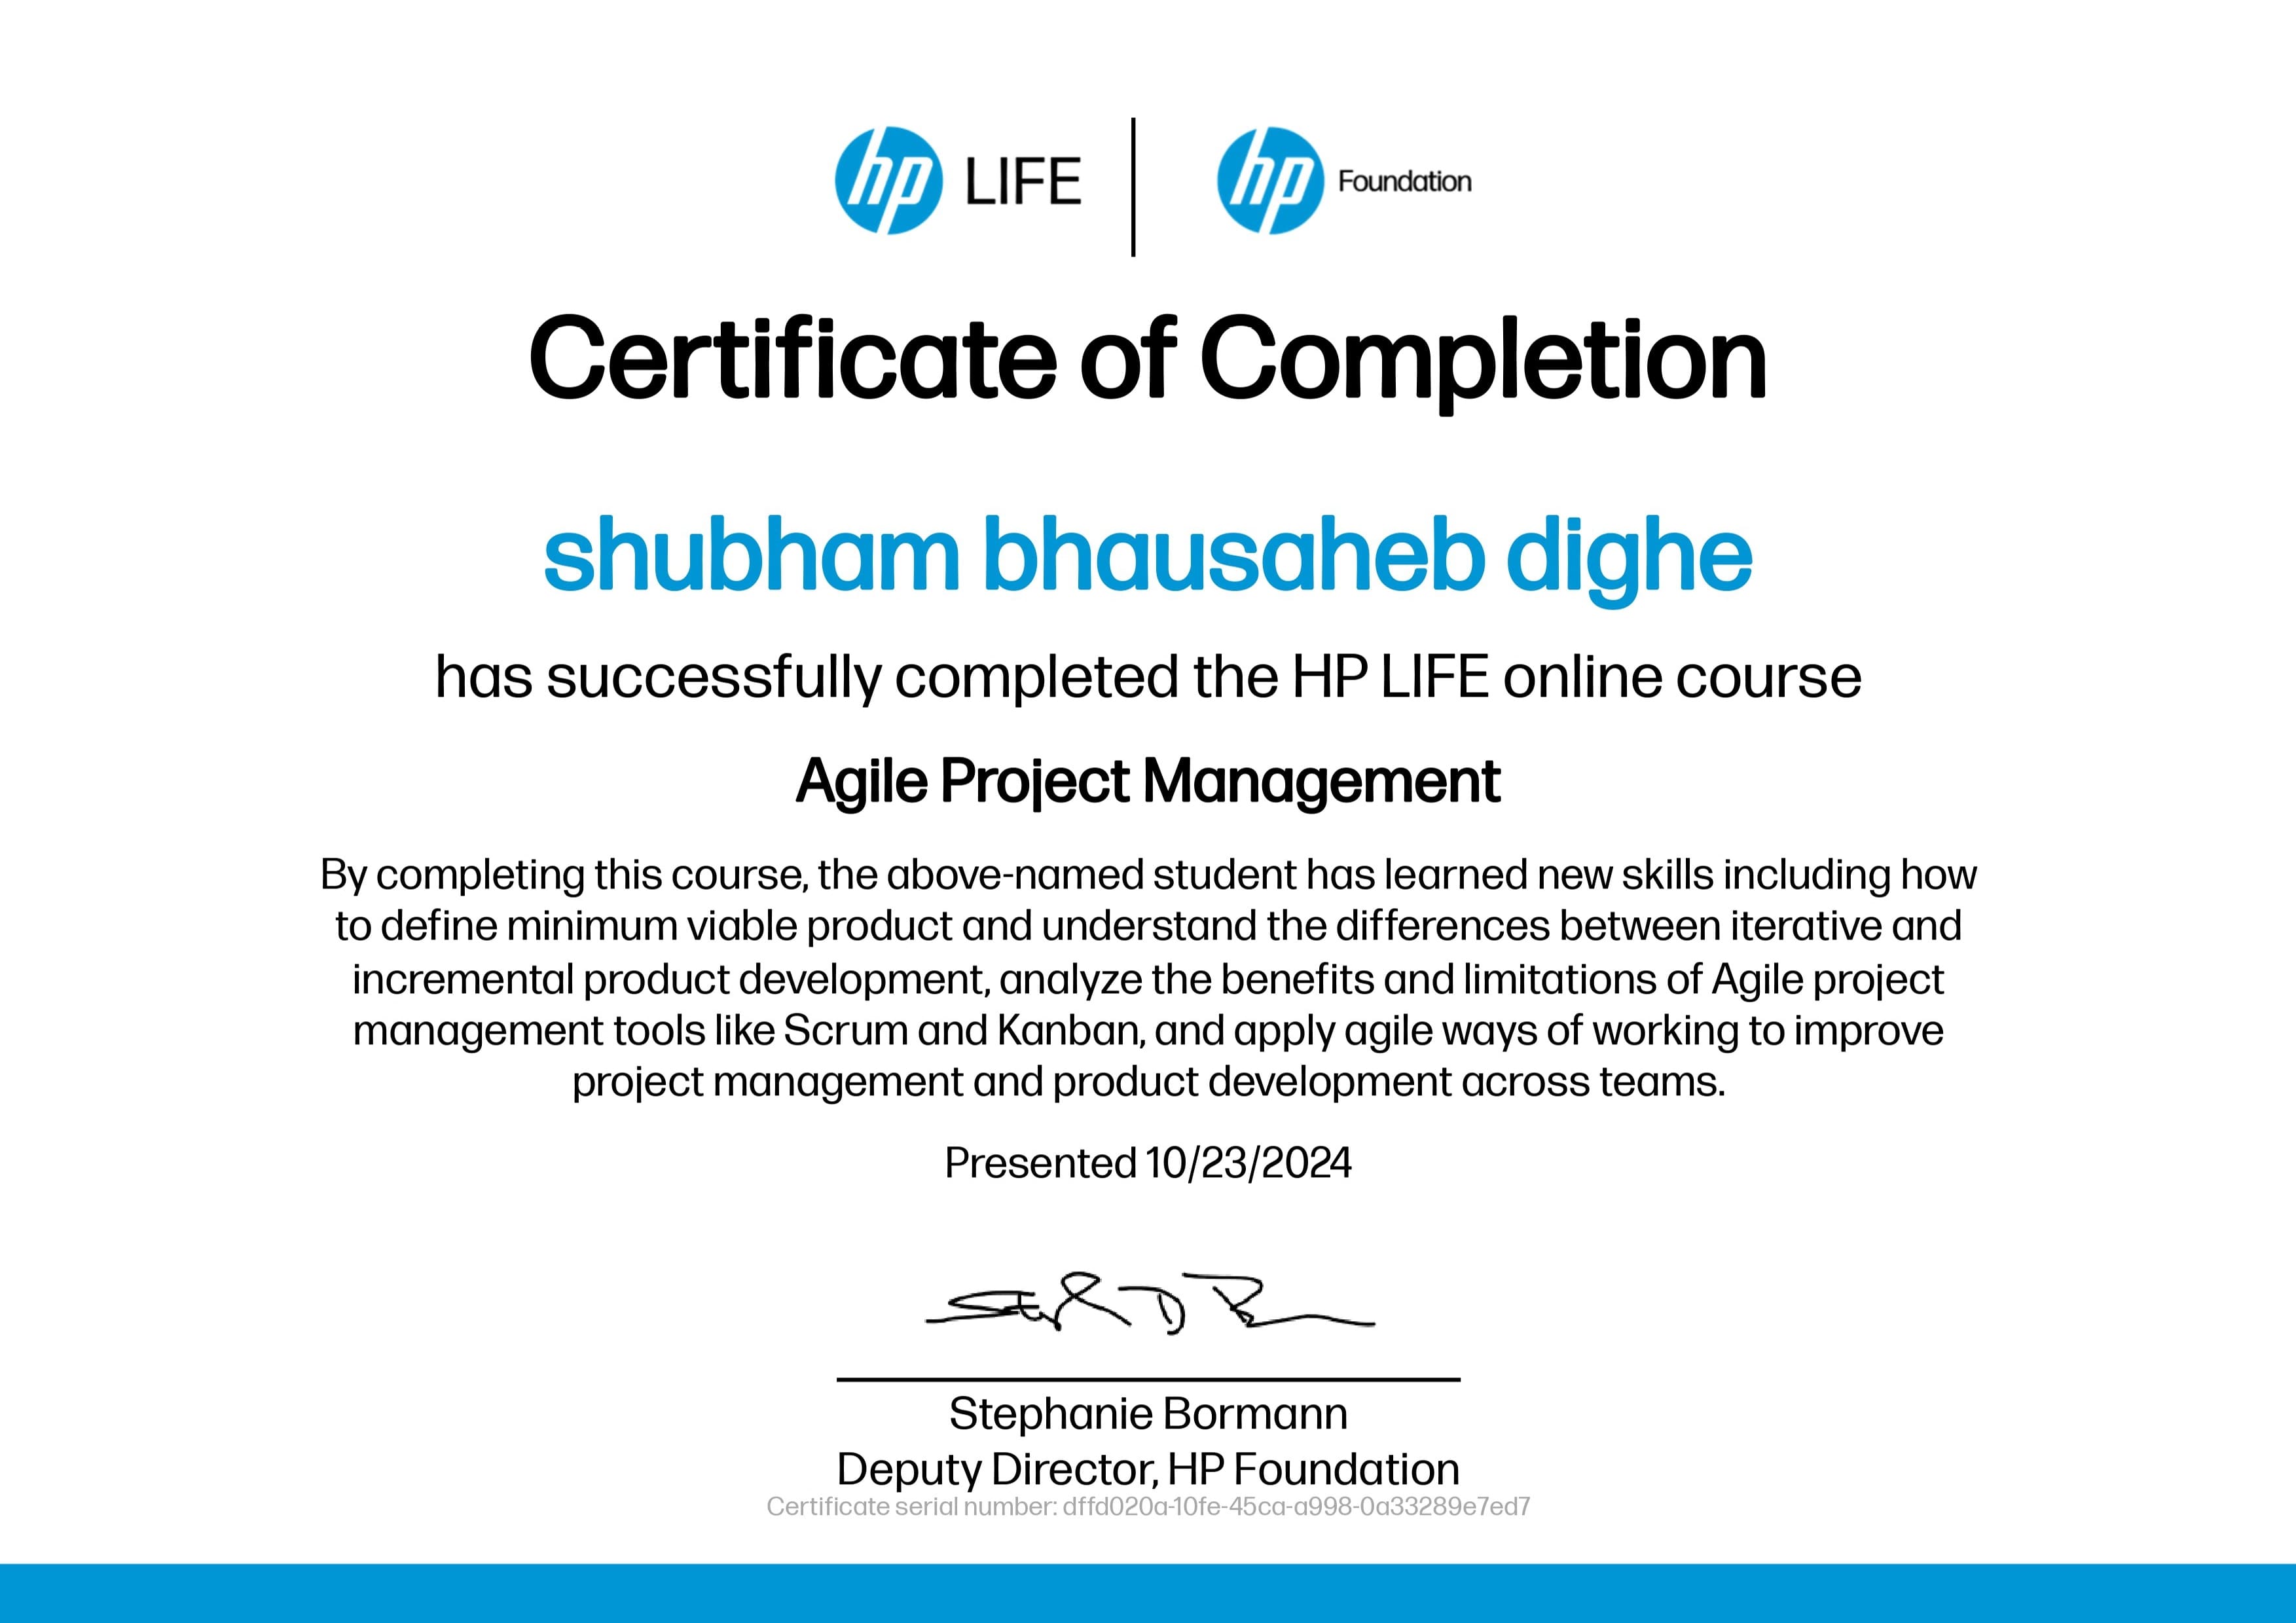 hp LIFE
hp Foundation
Certificate of Completion
shubham bhausaheb dighe
has successfully completed the HP LIFE online course
Agile Project Management
By completing this course, the above-named student has learned new skills including how
to define minimum viable product and understand the differences between iterative and
incremental product development, analyze the benefits and limitations of Agile project
management tools like Scrum and Kanban, and apply agile ways of working to improve
project management and product development across teams.
Presented 10/23/2024
Stephanie Bormann
Deputy Director, HP Foundation
Certificate serial number: dffd020a-10fe-45ca-a998-0a33289e7ed7